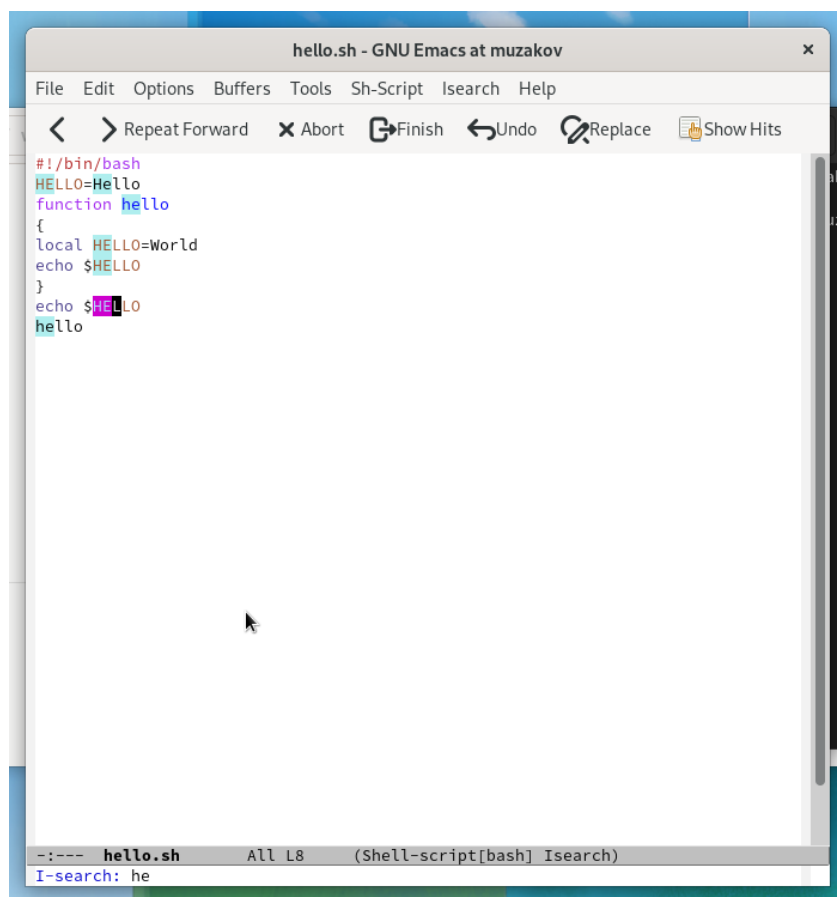 hello.sh - GNU Emacs at muzakov ×
File Edit Options Buffers Tools Sh-Script Isearch Help
Repeat Forward Abort Finish Undo Replace Show Hits
#!/bin/bash
HELLO=Hello
function hello
{
local HELLO=World
echo $HELLO
}
echo $HELLO
hello
-:--- hello.sh All L8 (Shell-script[bash] Isearch)
I-search: he